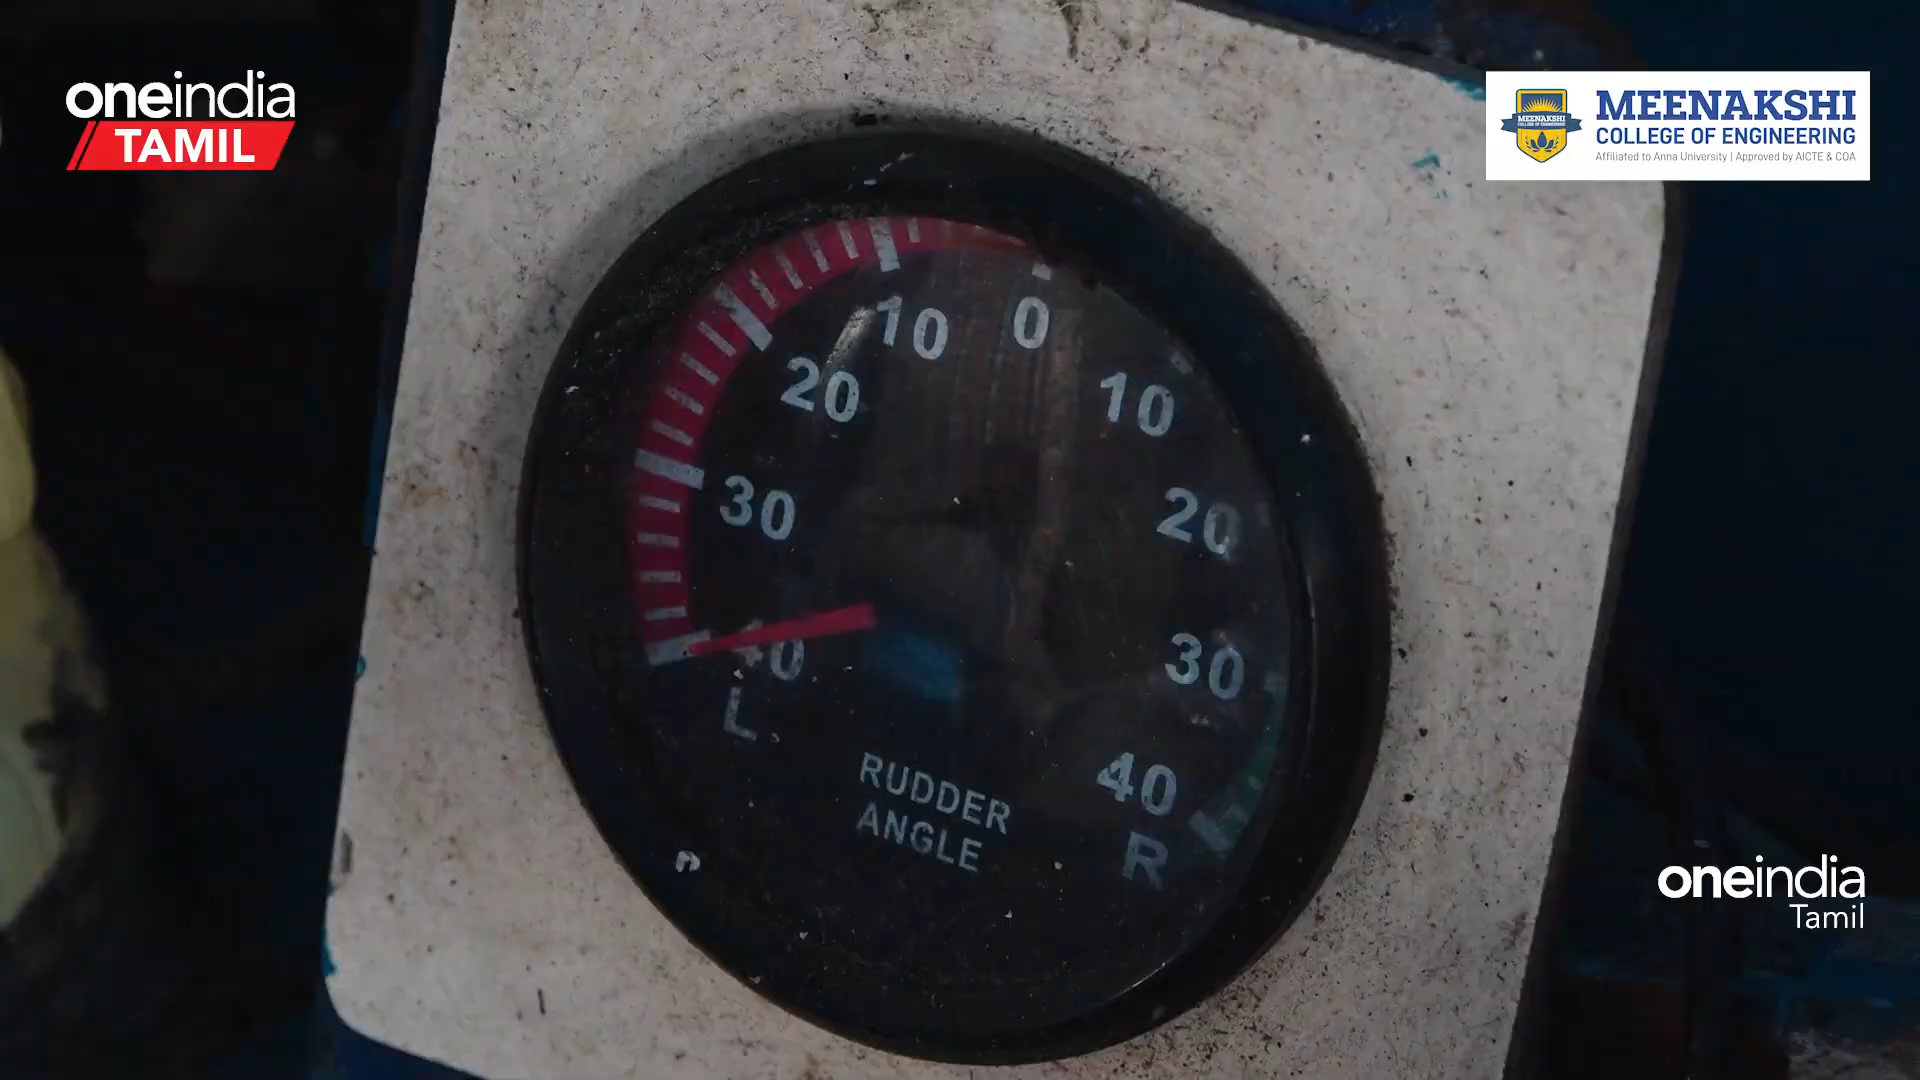 oneindia
TAMIL
MEENAKSHI
COLLEGE OF ENGINEERING
Affiliated to Anna University | Approved by AICTE & COA
MEENAKSHI
10
0
10
20
20
30
30
40
L
40
R
RUDDER
ANGLE
oneindia
Tamil